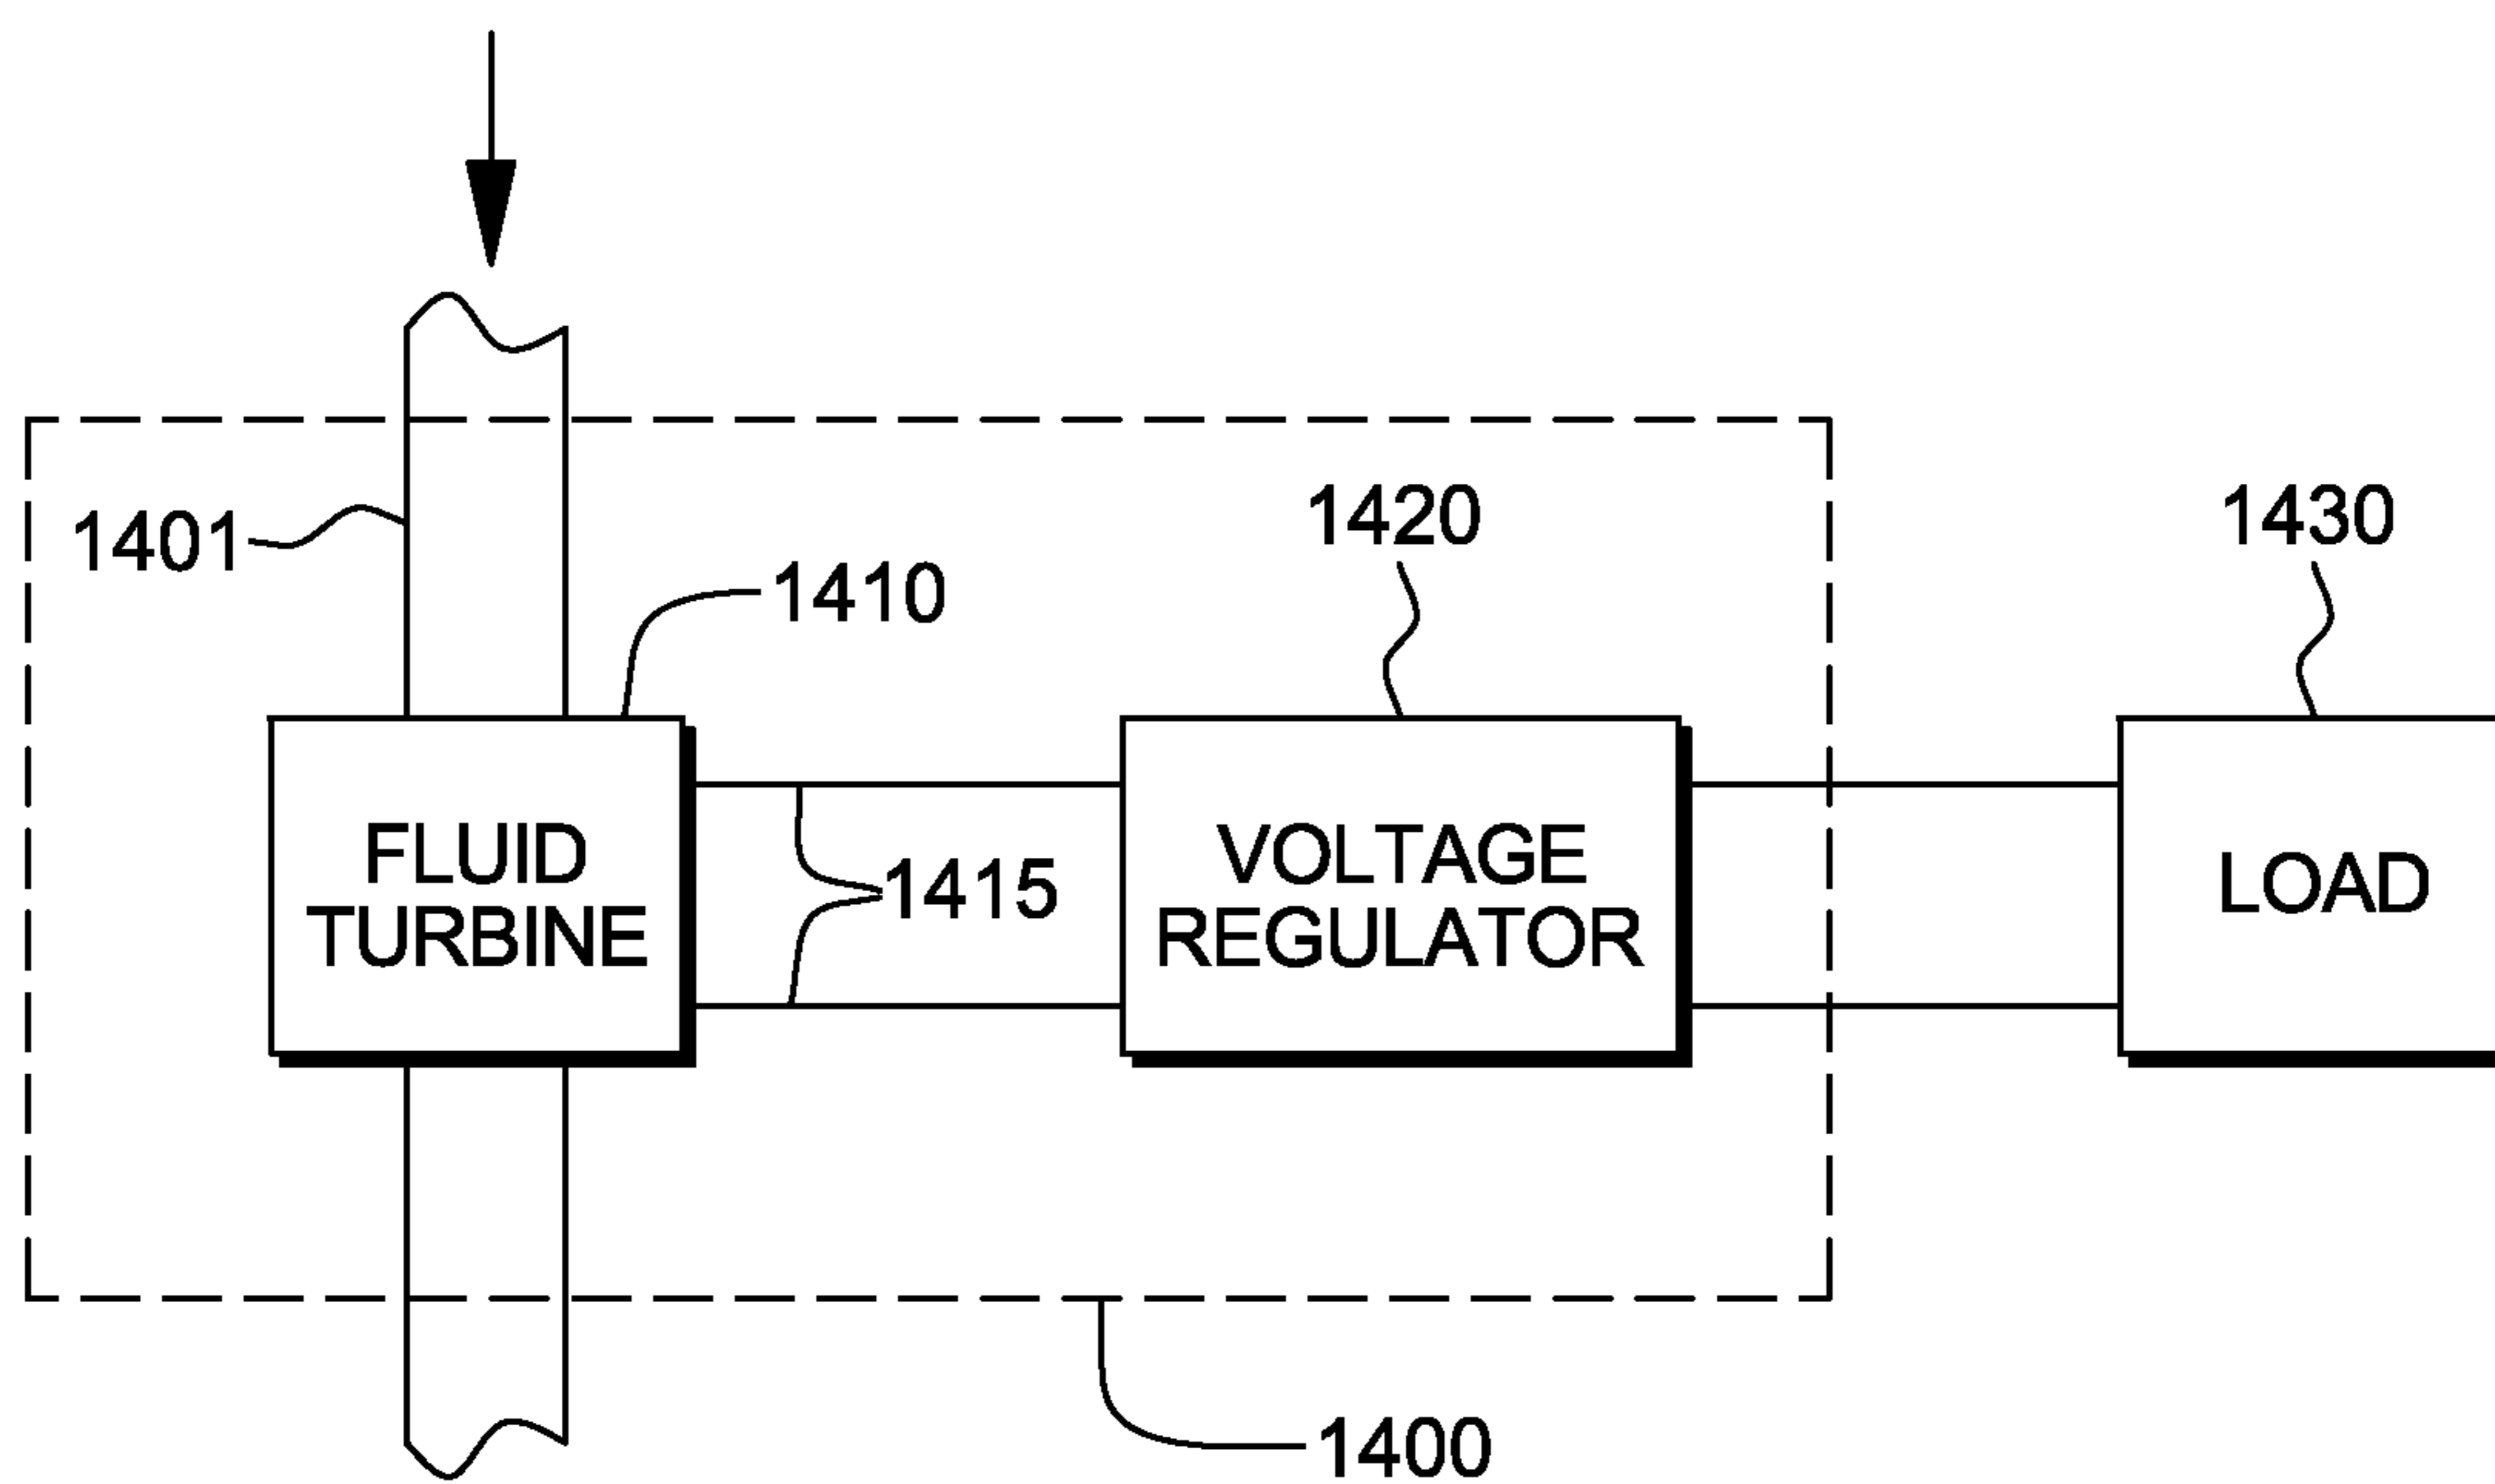 1401
1410
1420
1430
FLUID
TURBINE
1415
VOLTAGE
REGULATOR
LOAD
1400